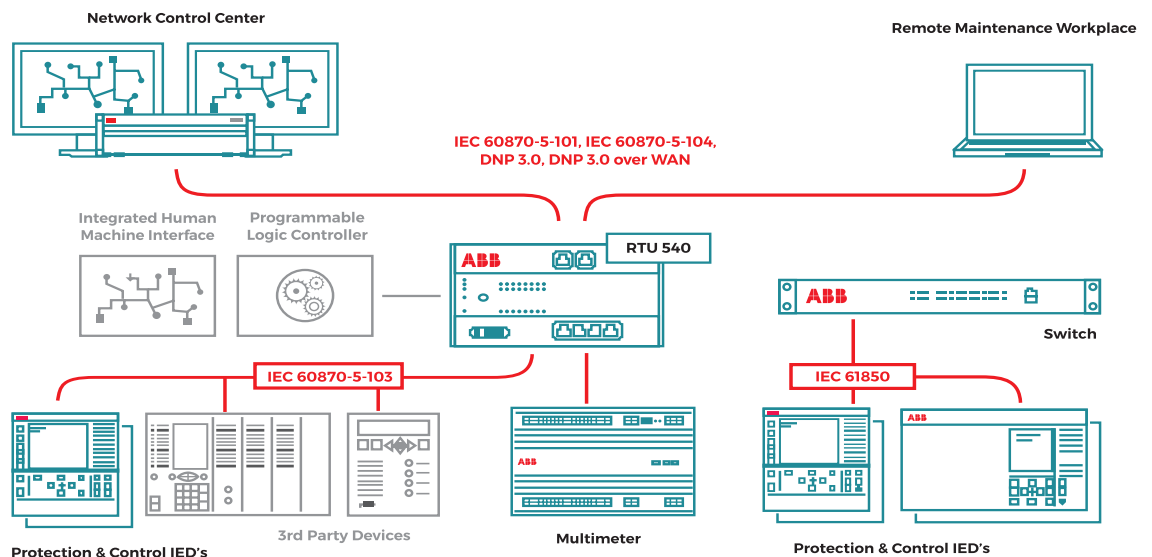 Network Control Center
Remote Maintenance Workplace
IEC 60870-5-101, IEC 60870-5-104,
DNP 3.0, DNP 3.0 over WAN
Integrated Human
Machine Interface
Programmable
Logic Controller
ABB
RTU 540
ABB
Switch
IEC 60870-5-103
IEC 61850
ABB
ABB
3rd Party Devices
Multimeter
Protection & Control IED's
Protection & Control IED's